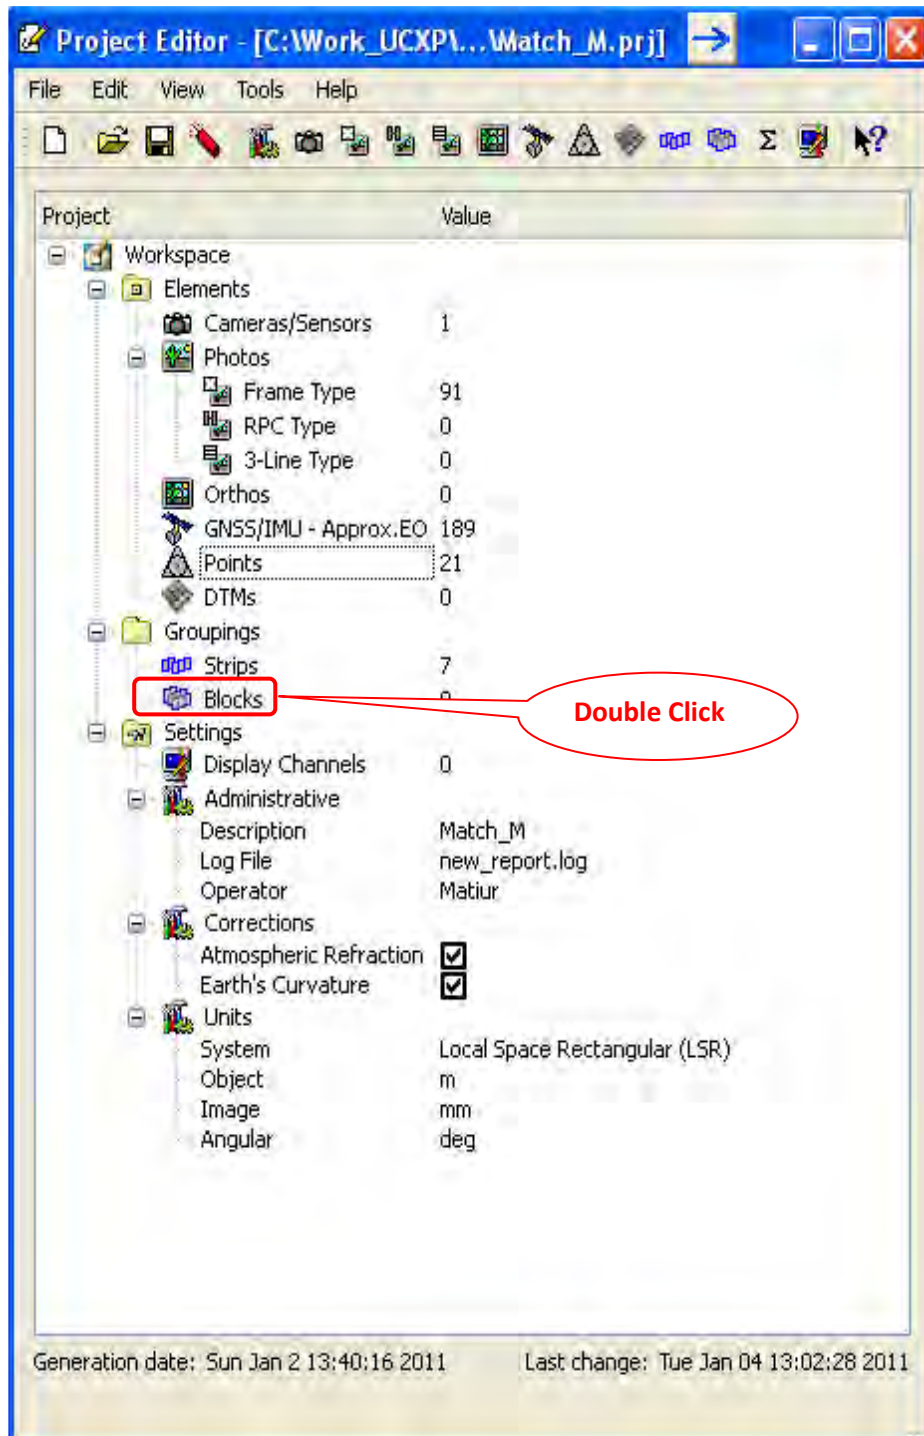 Project Editor - [C:\Work_UCXP\...\Match_M.prj]
File Edit View Tools Help
Project Value
Workspace
Elements
Cameras/Sensors 1
Photos
Frame Type 91
RPC Type 0
3-Line Type 0
Orthos 0
GNSS/IMU - Approx.EO 189
Points 21
DTMs 0
Groupings
Strips 7
Blocks
Double Click
Settings
Display Channels 0
Administrative
Description Match_M
Log File new_report.log
Operator Matiur
Corrections
Atmospheric Refraction
Earth's Curvature
Units
System Local Space Rectangular (LSR)
Object m
Image mm
Angular deg
Generation date: Sun Jan 2 13:40:16 2011 Last change: Tue Jan 04 13:02:28 2011